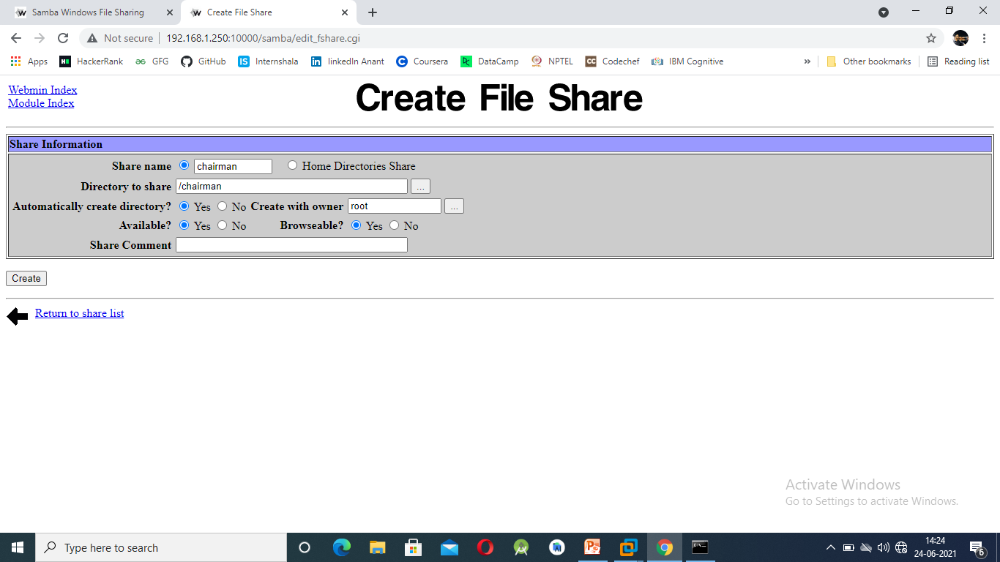 Samba Windows File Sharing
Create File Share
Not secure
192.168.1.250:10000/samba/edit_fshare.cgi
Apps HackerRank GFG GitHub Internshala linkedIn Anant Coursera DataCamp NPTEL Codechef IBM Cognitive » Other bookmarks Reading list
Webmin Index
Module Index
Create File Share
Share Information
Share name chairman Home Directories Share
Directory to share /chairman ...
Automatically create directory? Yes No Create with owner root ...
Available? Yes No Browseable? Yes No
Share Comment
Create
Return to share list
Activate Windows
Go to Settings to activate Windows.
Type here to search
14:24
24-06-2021
6